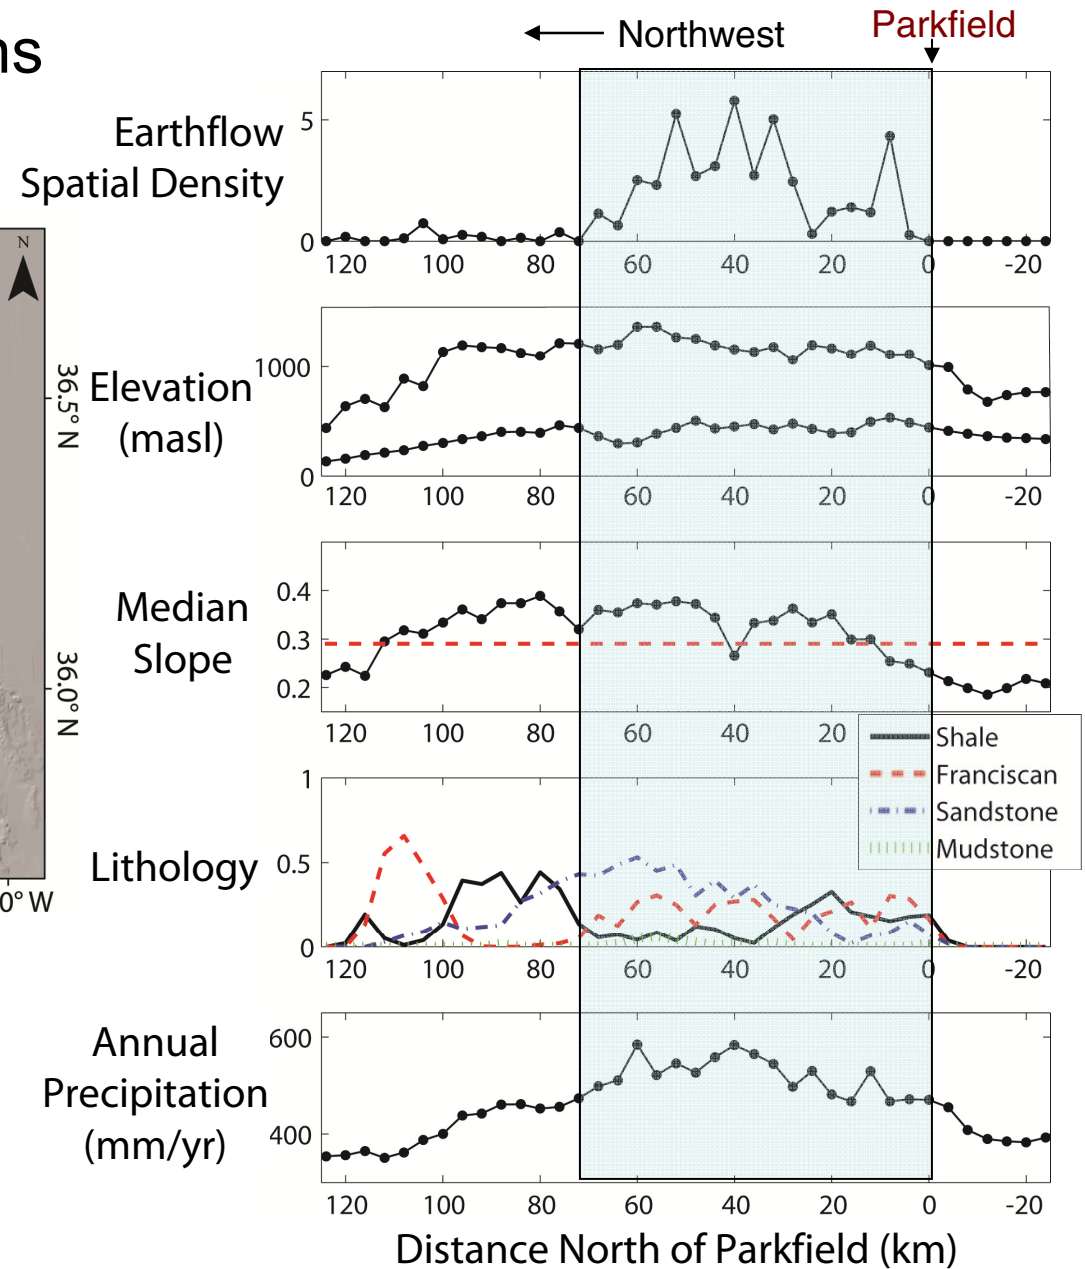 ns
Northwest
Parkfield
Earthflow
Spatial Density
5
0
120 100 80 60 40 20 0 -20
N
36.5° N
36.0° N
0° W
Elevation
(masl)
1000
0
120 100 80 60 40 20 0 -20
Median
Slope
0.4
0.3
0.2
120 100 80 60 40 20
Shale
Franciscan
Sandstone
Mudstone
Lithology
1
0.5
0
120 100 80 60 40 20 0 -20
Annual
Precipitation
(mm/yr)
600
400
120 100 80 60 40 20 0 -20
Distance North of Parkfield (km)